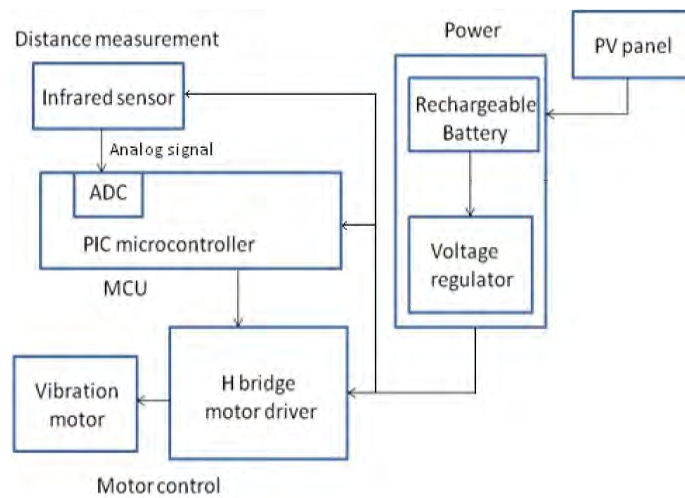 Distance measurement
Infrared sensor
Analog signal
ADC
PIC microcontroller
MCU
Vibration
motor
H bridge
motor driver
Motor control
Power
Rechargeable
Battery
Voltage
regulator
PV panel